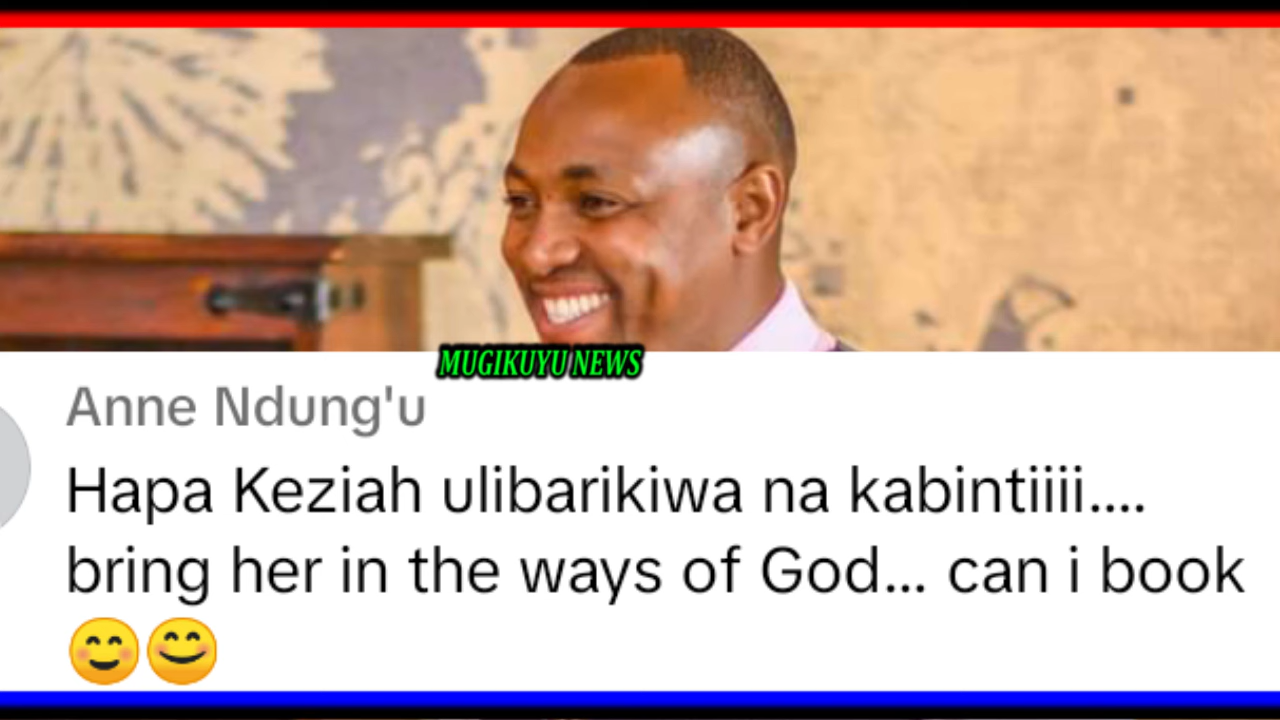 MUGIKUYU NEWS
Anne Ndung'u
Hapa Keziah ulibarikiwa na kabintiiii....
bring her in the ways of God... can i book
😊😊